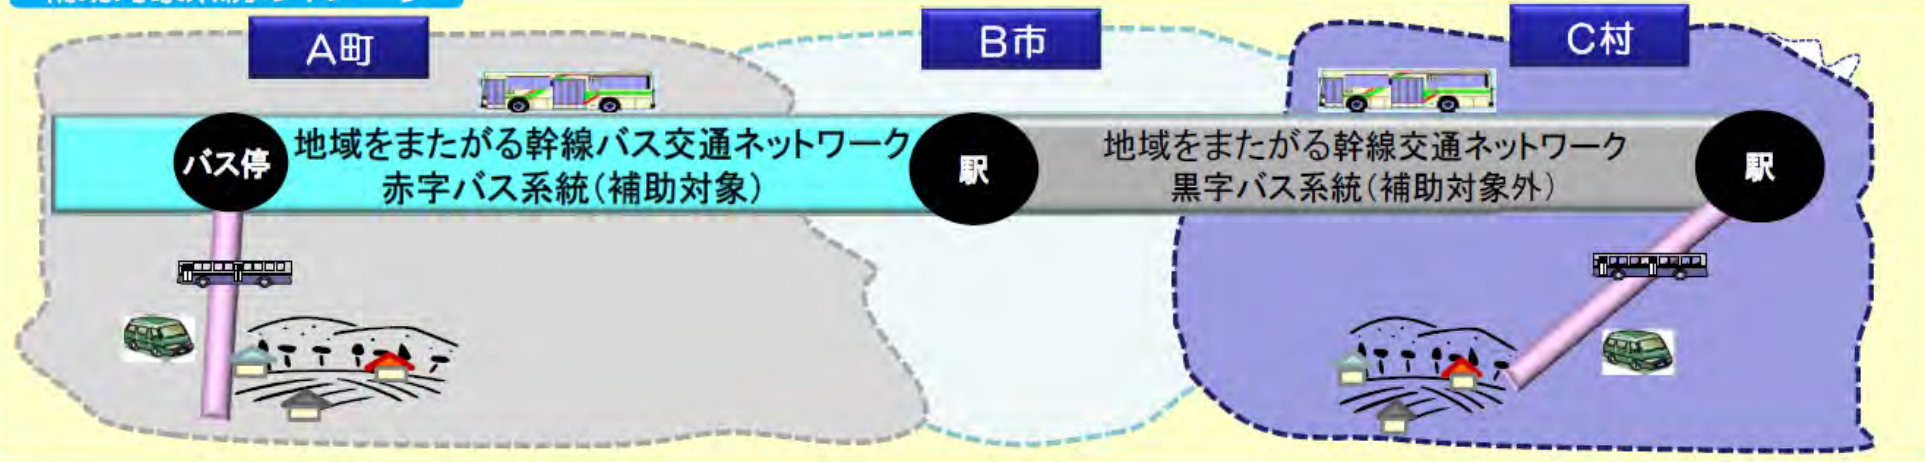 A町
B市
C村
バス停
地域をまたがる幹線バス交通ネットワーク
赤字バス系統(補助対象)
駅
地域をまたがる幹線交通ネットワーク
黒字バス系統(補助対象外)
駅